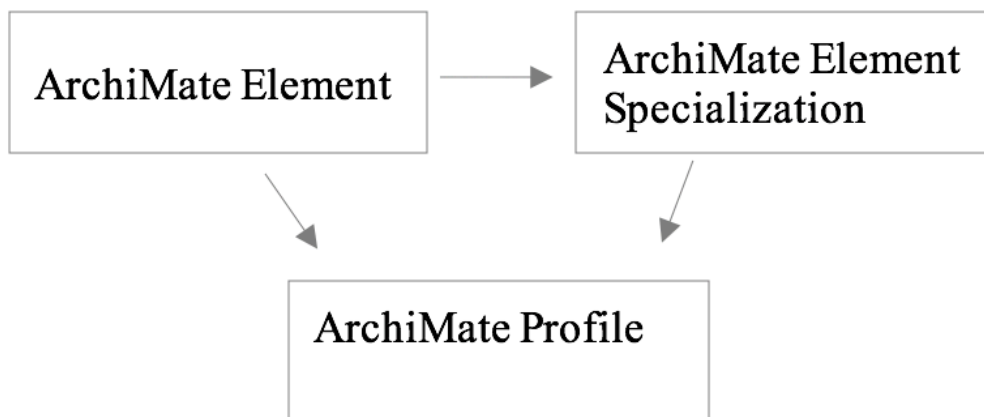 ArchiMate Element
ArchiMate Element
Specialization
ArchiMate Profile